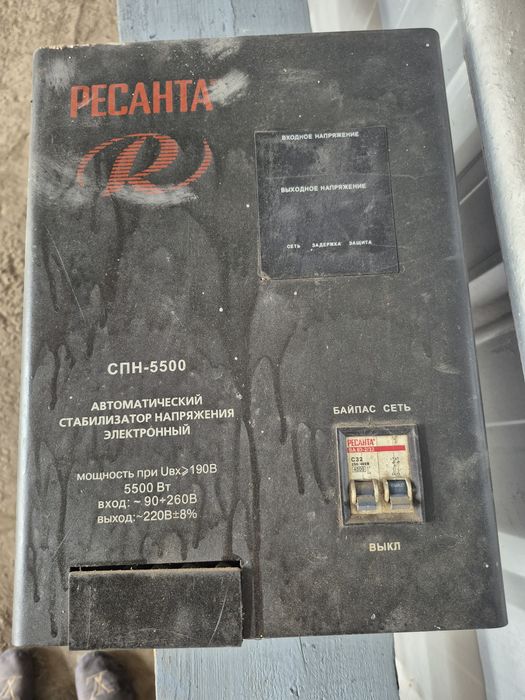 РЕСАНТА
R
ВХОДНОЕ НАПРЯЖЕНИЕ
ВЫХОДНОЕ НАПРЯЖЕНИЕ
СЕТЬ ЗАДЕРЖКА ЗАЩИТА
СПН-5500
АВТОМАТИЧЕСКИЙ
СТАБИЛИЗАТОР НАПРЯЖЕНИЯ
ЭЛЕКТРОННЫЙ
мощность при Uвх⩾190В
5500 Вт
вход: ~ 90÷260В
выход:~220В±8%
БАЙПАС СЕТЬ
РЕСАНТА
C32
ВЫКЛ